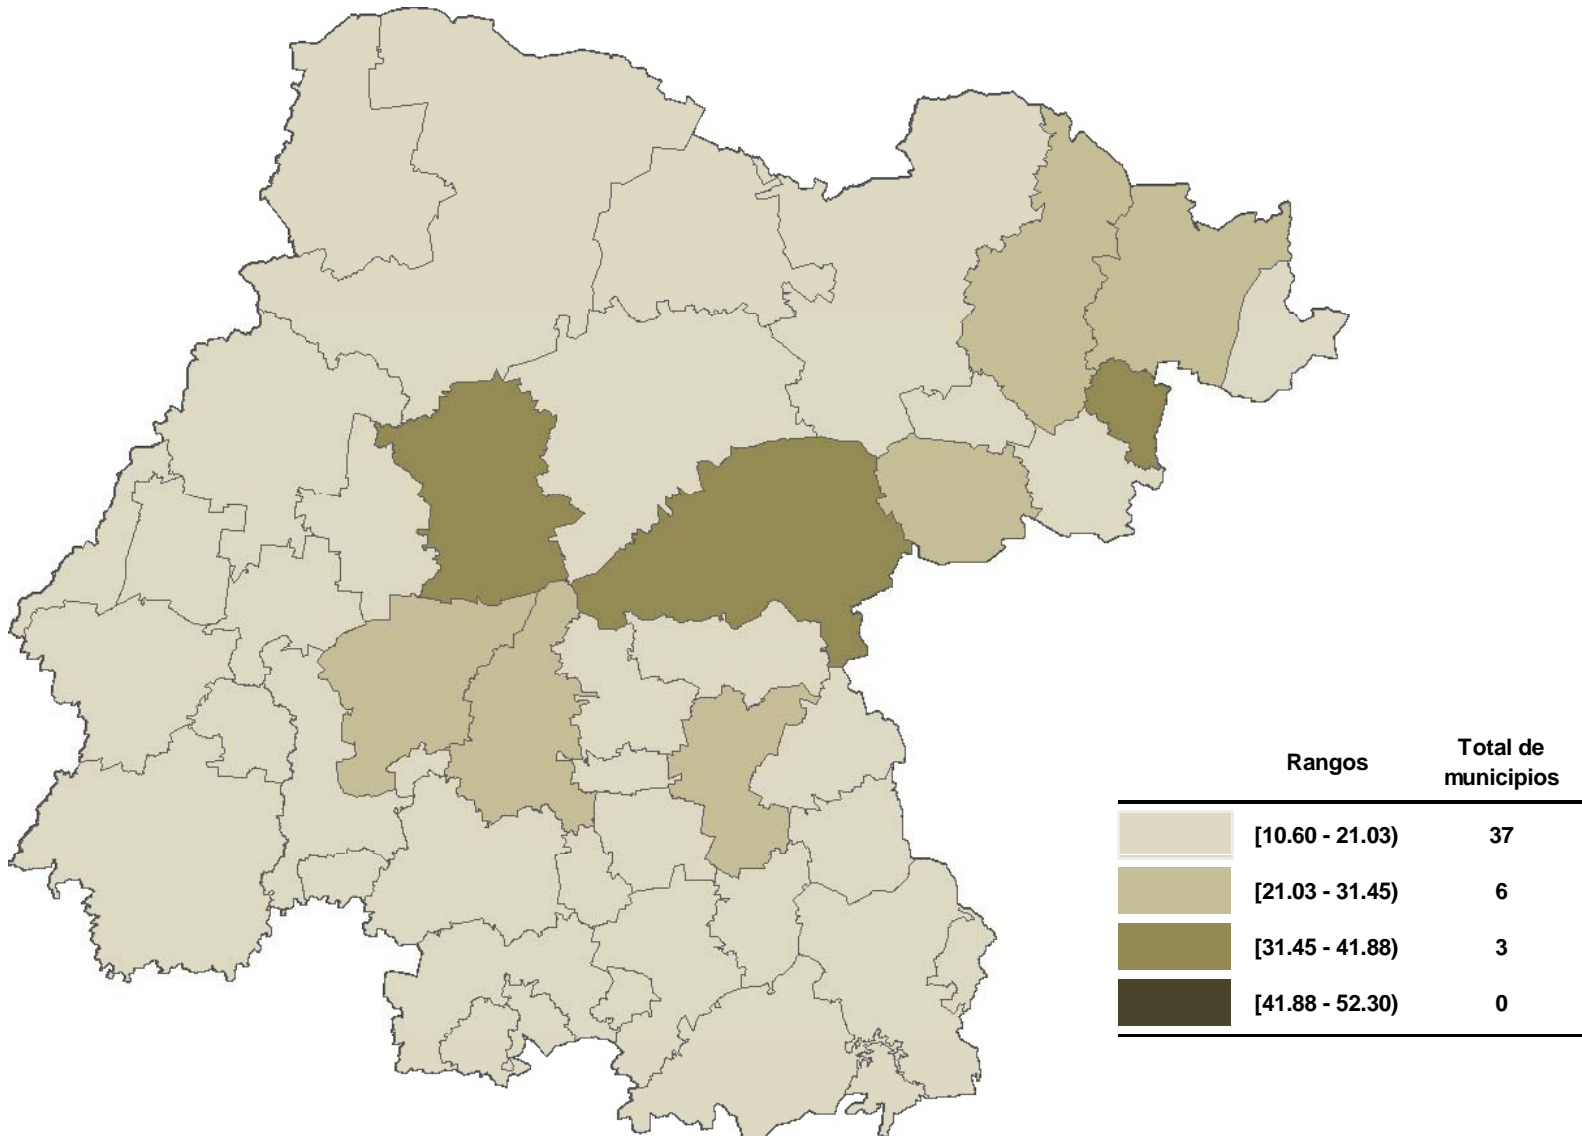 Rangos Total de
municipios
[10.60 - 21.03) 37
[21.03 - 31.45) 6
[31.45 - 41.88) 3
[41.88 - 52.30) 0